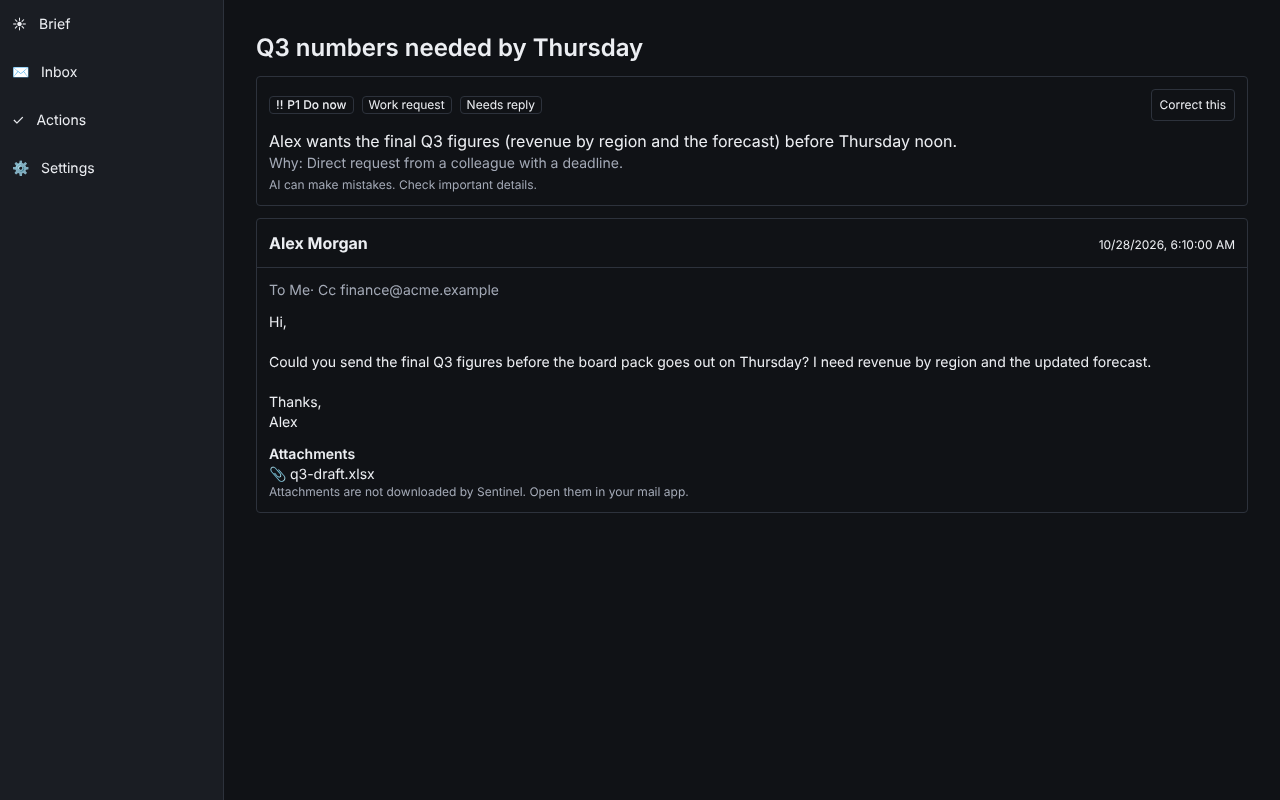 Brief
Inbox
Actions
Settings
Q3 numbers needed by Thursday
!! P1 Do now
Work request
Needs reply
Correct this
Alex wants the final Q3 figures (revenue by region and the forecast) before Thursday noon.
Why: Direct request from a colleague with a deadline.
AI can make mistakes. Check important details.
Alex Morgan
10/28/2026, 6:10:00 AM
To Me· Cc finance@acme.example
Hi,
Could you send the final Q3 figures before the board pack goes out on Thursday? I need revenue by region and the updated forecast.
Thanks,
Alex
Attachments
q3-draft.xlsx
Attachments are not downloaded by Sentinel. Open them in your mail app.